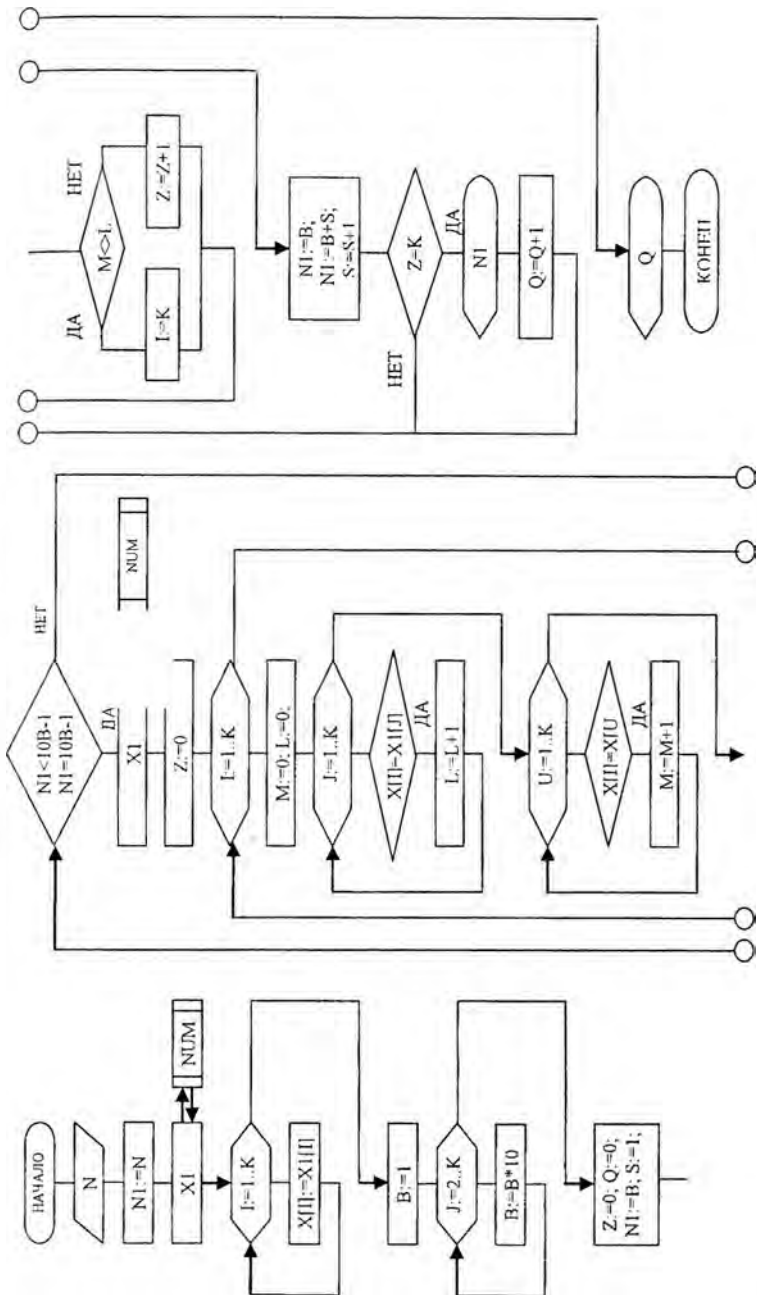 НАЧАЛО
N
N1:=N
X1
NUM
I:=1..K
X[I]:=X1[I]
B:=1
J:=2..K
B:=B*10
Z:=0; Q:=0;
N1:=B; S:=1;
N1<10B-1
N1=10B-1
НЕТ
ДА
X1
NUM
Z:=0
I:=1..K
M:=0; L:=0;
J:=1..K
X[I]=X1[J]
ДА
L:=L+1
U:=1..K
X[I]=X[U
ДА
M:=M+1
M<>L
ДА
НЕТ
I:=K
Z:=Z+1
N1:=B;
N1:=B+S;
S:=S+1
Z=K
НЕТ
ДА
N1
Q:=Q+1
Q
КОНЕЦ